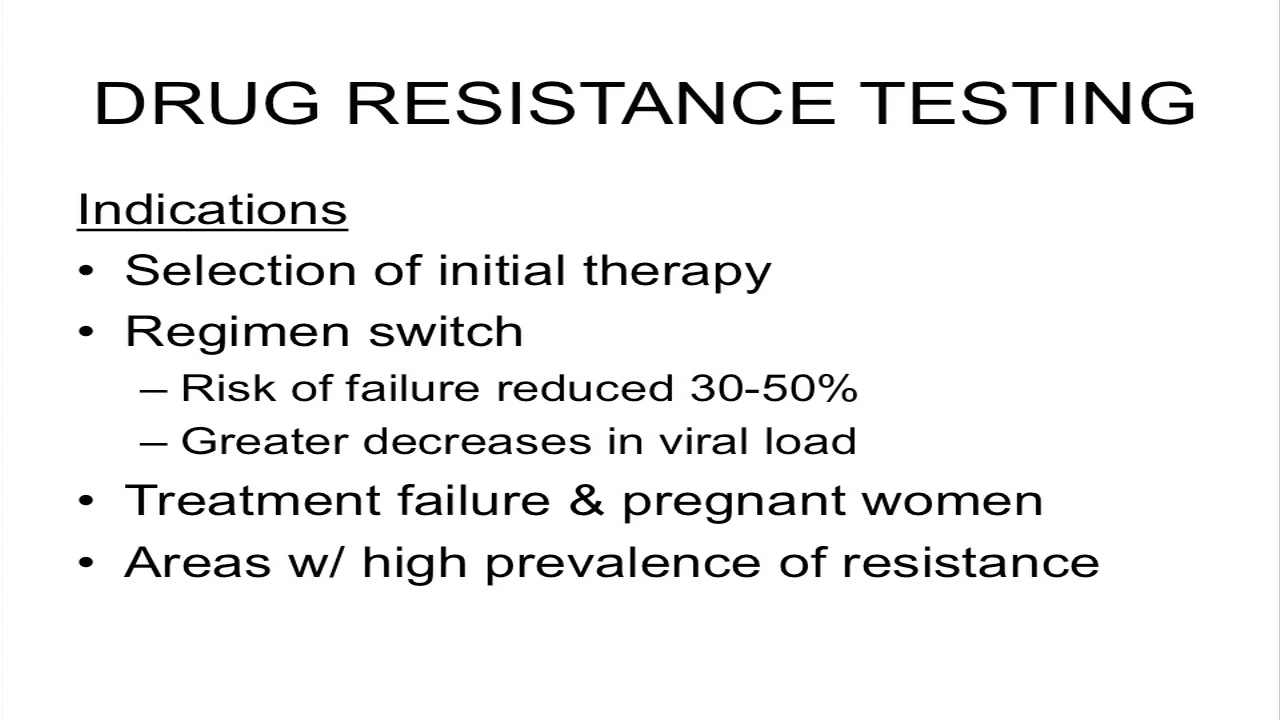 DRUG RESISTANCE TESTING
Indications
• Selection of initial therapy
• Regimen switch
– Risk of failure reduced 30-50%
– Greater decreases in viral load
• Treatment failure & pregnant women
• Areas w/ high prevalence of resistance